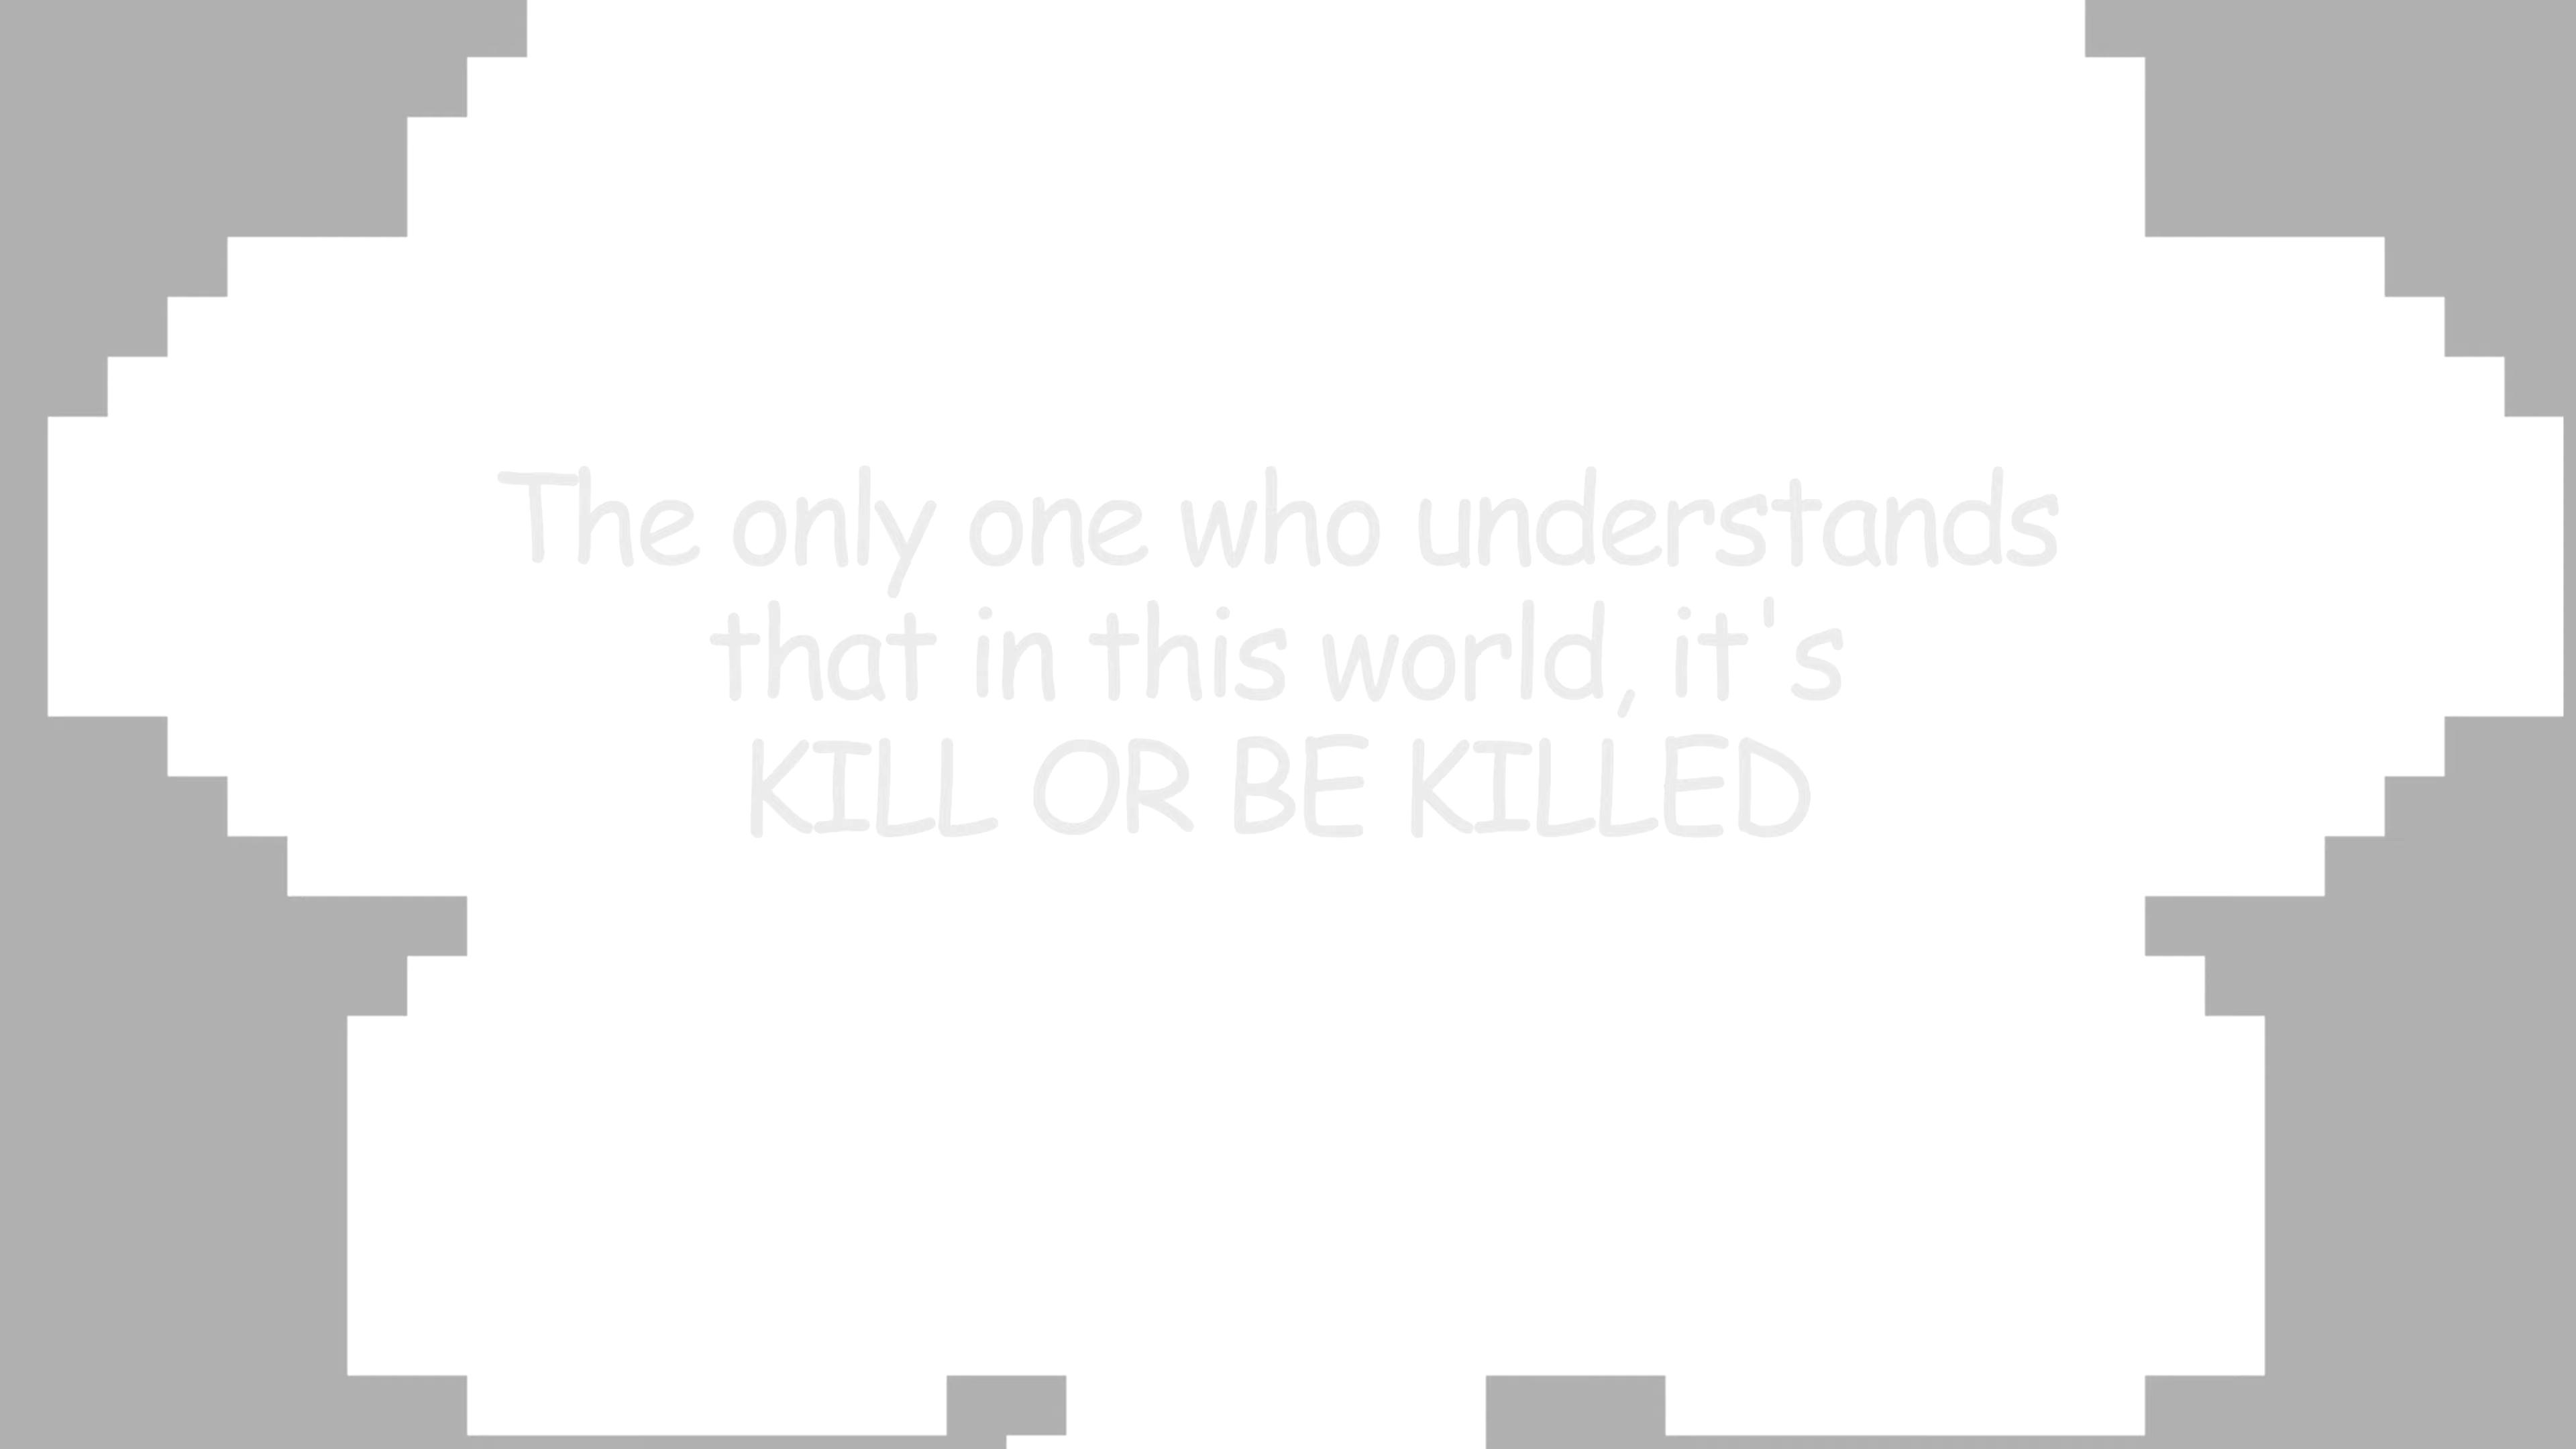 The only one who understands
that in this world, it's
KILL OR BE KILLED